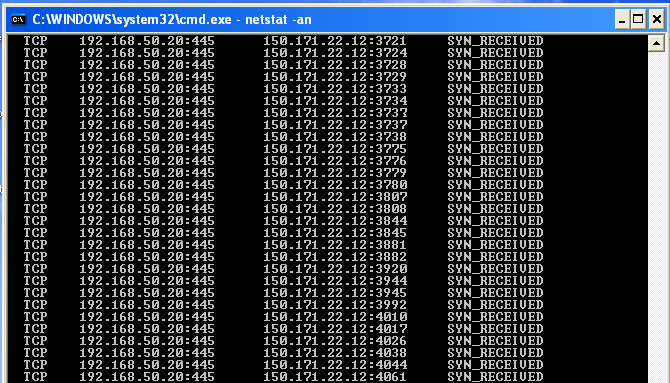 C:\WINDOWS\system32\cmd.exe - netstat -an
TCP 192.168.50.20:445 150.171.22.12:3721 SYN_RECEIVED
TCP 192.168.50.20:445 150.171.22.12:3724 SYN_RECEIVED
TCP 192.168.50.20:445 150.171.22.12:3728 SYN_RECEIVED
TCP 192.168.50.20:445 150.171.22.12:3729 SYN_RECEIVED
TCP 192.168.50.20:445 150.171.22.12:3733 SYN_RECEIVED
TCP 192.168.50.20:445 150.171.22.12:3734 SYN_RECEIVED
TCP 192.168.50.20:445 150.171.22.12:3737 SYN_RECEIVED
TCP 192.168.50.20:445 150.171.22.12:3737 SYN_RECEIVED
TCP 192.168.50.20:445 150.171.22.12:3738 SYN_RECEIVED
TCP 192.168.50.20:445 150.171.22.12:3775 SYN_RECEIVED
TCP 192.168.50.20:445 150.171.22.12:3776 SYN_RECEIVED
TCP 192.168.50.20:445 150.171.22.12:3779 SYN_RECEIVED
TCP 192.168.50.20:445 150.171.22.12:3780 SYN_RECEIVED
TCP 192.168.50.20:445 150.171.22.12:3807 SYN_RECEIVED
TCP 192.168.50.20:445 150.171.22.12:3808 SYN_RECEIVED
TCP 192.168.50.20:445 150.171.22.12:3844 SYN_RECEIVED
TCP 192.168.50.20:445 150.171.22.12:3845 SYN_RECEIVED
TCP 192.168.50.20:445 150.171.22.12:3881 SYN_RECEIVED
TCP 192.168.50.20:445 150.171.22.12:3882 SYN_RECEIVED
TCP 192.168.50.20:445 150.171.22.12:3920 SYN_RECEIVED
TCP 192.168.50.20:445 150.171.22.12:3944 SYN_RECEIVED
TCP 192.168.50.20:445 150.171.22.12:3945 SYN_RECEIVED
TCP 192.168.50.20:445 150.171.22.12:3992 SYN_RECEIVED
TCP 192.168.50.20:445 150.171.22.12:4010 SYN_RECEIVED
TCP 192.168.50.20:445 150.171.22.12:4017 SYN_RECEIVED
TCP 192.168.50.20:445 150.171.22.12:4026 SYN_RECEIVED
TCP 192.168.50.20:445 150.171.22.12:4038 SYN_RECEIVED
TCP 192.168.50.20:445 150.171.22.12:4044 SYN_RECEIVED
TCP 192.168.50.20:445 150.171.22.12:4061 SYN_RECEIVED